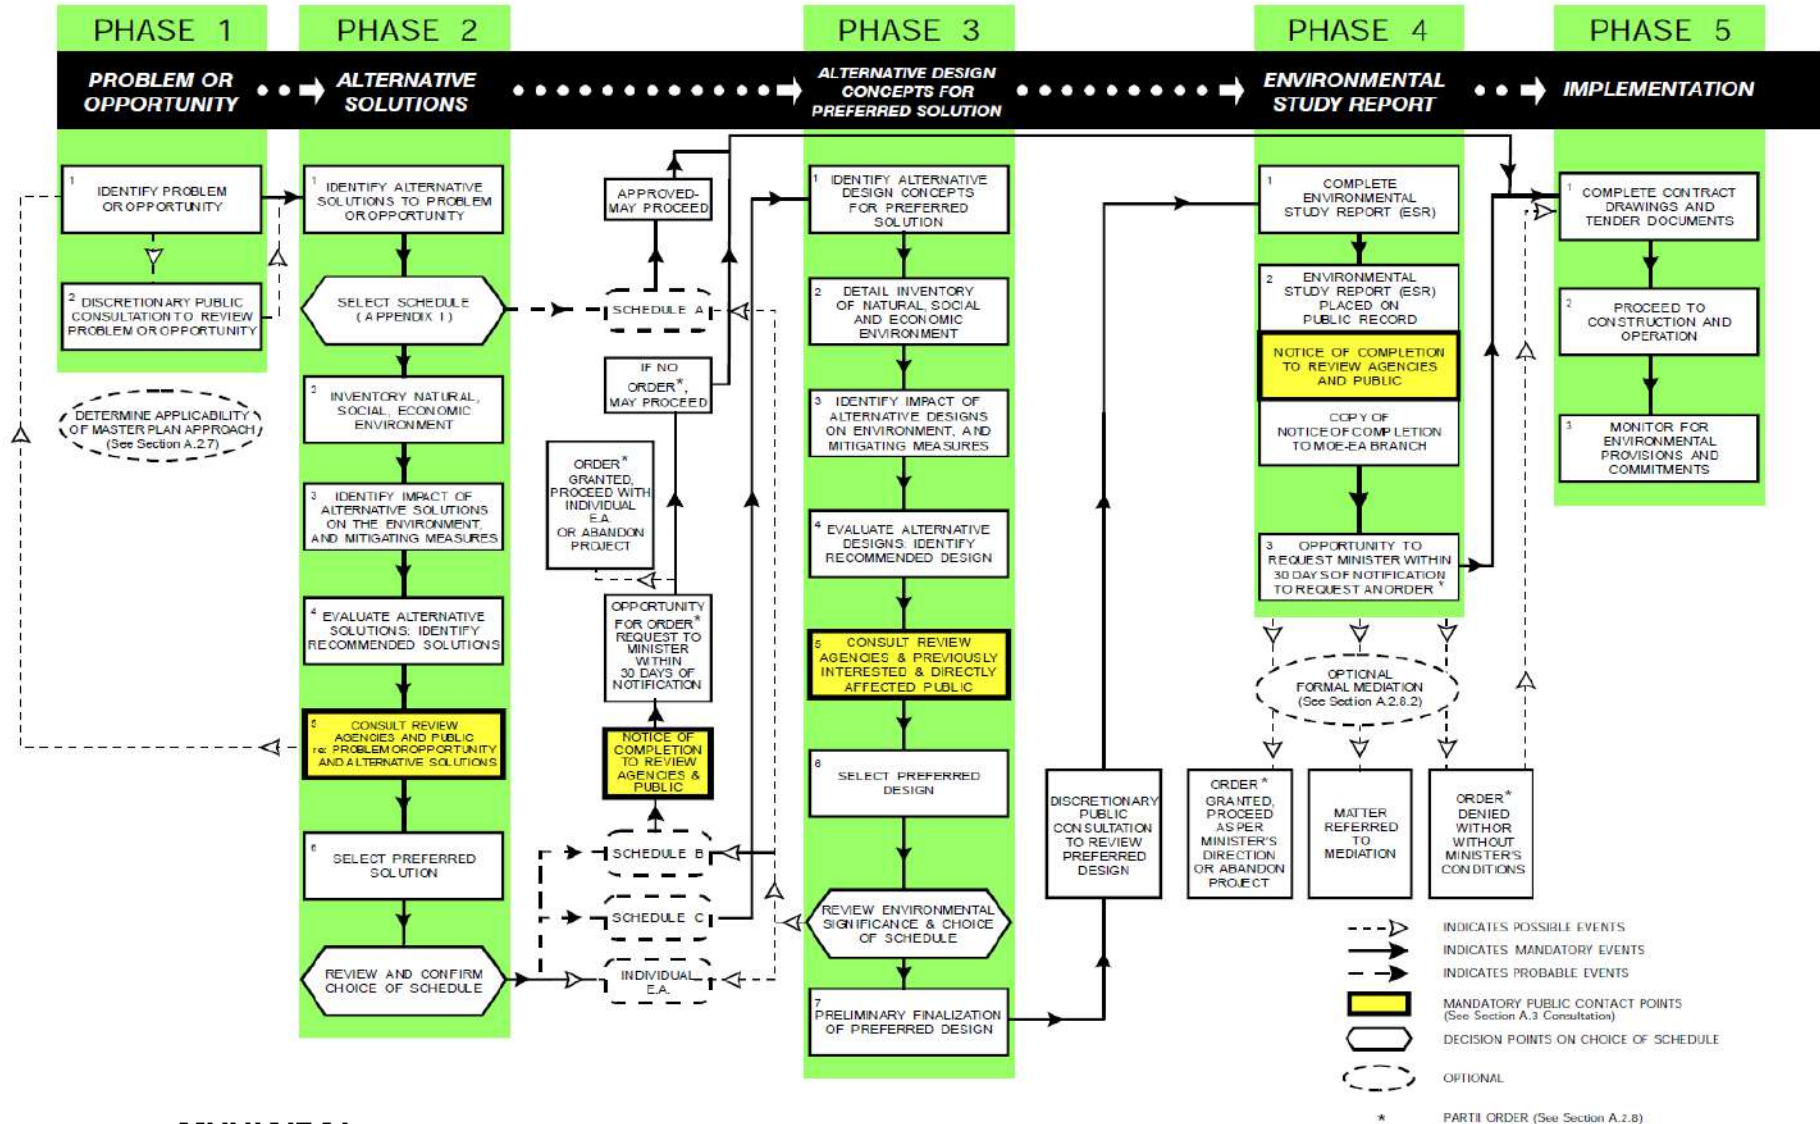 PHASE 1
PHASE 2
PHASE 3
PHASE 4
PHASE 5
PROBLEM OR
OPPORTUNITY
ALTERNATIVE
SOLUTIONS
ALTERNATIVE DESIGN
CONCEPTS FOR
PREFERRED SOLUTION
ENVIRONMENTAL
STUDY REPORT
IMPLEMENTATION
1
IDENTIFY PROBLEM
OR OPPORTUNITY
2
DISCRETIONARY PUBLIC
CONSULTATION TO REVIEW
PROBLEM OR OPPORTUNITY
DETERMINE APPLICABILITY
OF MASTER PLAN APPROACH
(See Section A.2.7)
1
IDENTIFY ALTERNATIVE
SOLUTIONS TO PROBLEM
OR OPPORTUNITY
SELECT SCHEDULE
(APPENDIX I)
2
INVENTORY NATURAL,
SOCIAL, ECONOMIC
ENVIRONMENT
3
IDENTIFY IMPACT OF
ALTERNATIVE SOLUTIONS
ON THE ENVIRONMENT,
AND MITIGATING MEASURES
4
EVALUATE ALTERNATIVE
SOLUTIONS: IDENTIFY
RECOMMENDED SOLUTIONS
5
CONSULT REVIEW
AGENCIES AND PUBLIC
re: PROBLEM OR OPPORTUNITY
AND ALTERNATIVE SOLUTIONS
6
SELECT PREFERRED
SOLUTION
REVIEW AND CONFIRM
CHOICE OF SCHEDULE
APPROVED-
MAY PROCEED
SCHEDULE A
IF NO
ORDER*,
MAY PROCEED
ORDER*
GRANTED,
PROCEED WITH
INDIVIDUAL
E.A.
OR ABANDON
PROJECT
OPPORTUNITY
FOR ORDER*
REQUEST TO
MINISTER
WITHIN
30 DAYS OF
NOTIFICATION
NOTICE OF
COMPLETION
TO REVIEW
AGENCIES &
PUBLIC
SCHEDULE B
SCHEDULE C
INDIVIDUAL
E.A.
1
IDENTIFY ALTERNATIVE
DESIGN CONCEPTS
FOR PREFERRED
SOLUTION
2
DETAIL INVENTORY
OF NATURAL, SOCIAL
AND ECONOMIC
ENVIRONMENT
3
IDENTIFY IMPACT OF
ALTERNATIVE DESIGNS
ON ENVIRONMENT, AND
MITIGATING MEASURES
4
EVALUATE ALTERNATIVE
DESIGNS: IDENTIFY
RECOMMENDED DESIGN
5
CONSULT REVIEW
AGENCIES & PREVIOUSLY
INTERESTED & DIRECTLY
AFFECTED PUBLIC
6
SELECT PREFERRED
DESIGN
REVIEW ENVIRONMENTAL
SIGNIFICANCE & CHOICE
OF SCHEDULE
7
PRELIMINARY FINALIZATION
OF PREFERRED DESIGN
DISCRETIONARY
PUBLIC
CONSULTATION
TO REVIEW
PREFERRED
DESIGN
1
COMPLETE
ENVIRONMENTAL
STUDY REPORT (ESR)
2
ENVIRONMENTAL
STUDY REPORT (ESR)
PLACED ON
PUBLIC RECORD
NOTICE OF COMPLETION
TO REVIEW AGENCIES
AND PUBLIC
COPY OF
NOTICE OF COMPLETION
TO MOE-EA BRANCH
3
OPPORTUNITY TO
REQUEST MINISTER WITHIN
30 DAYS OF NOTIFICATION
TO REQUEST AN ORDER*
OPTIONAL
FORMAL MEDIATION
(See Section A.2.8.2)
ORDER*
GRANTED,
PROCEED
AS PER
MINISTER'S
DIRECTION
OR ABANDON
PROJECT
MATTER
REFERRED
TO
MEDIATION
ORDER*
DENIED
WITH OR
WITHOUT
MINISTER'S
CONDITIONS
1
COMPLETE CONTRACT
DRAWINGS AND
TENDER DOCUMENTS
2
PROCEED TO
CONSTRUCTION AND
OPERATION
3
MONITOR FOR
ENVIRONMENTAL
PROVISIONS AND
COMMITMENTS
INDICATES POSSIBLE EVENTS
INDICATES MANDATORY EVENTS
INDICATES PROBABLE EVENTS
MANDATORY PUBLIC CONTACT POINTS
(See Section A.3 Consultation)
DECISION POINTS ON CHOICE OF SCHEDULE
OPTIONAL
* PART II ORDER (See Section A.2.8)